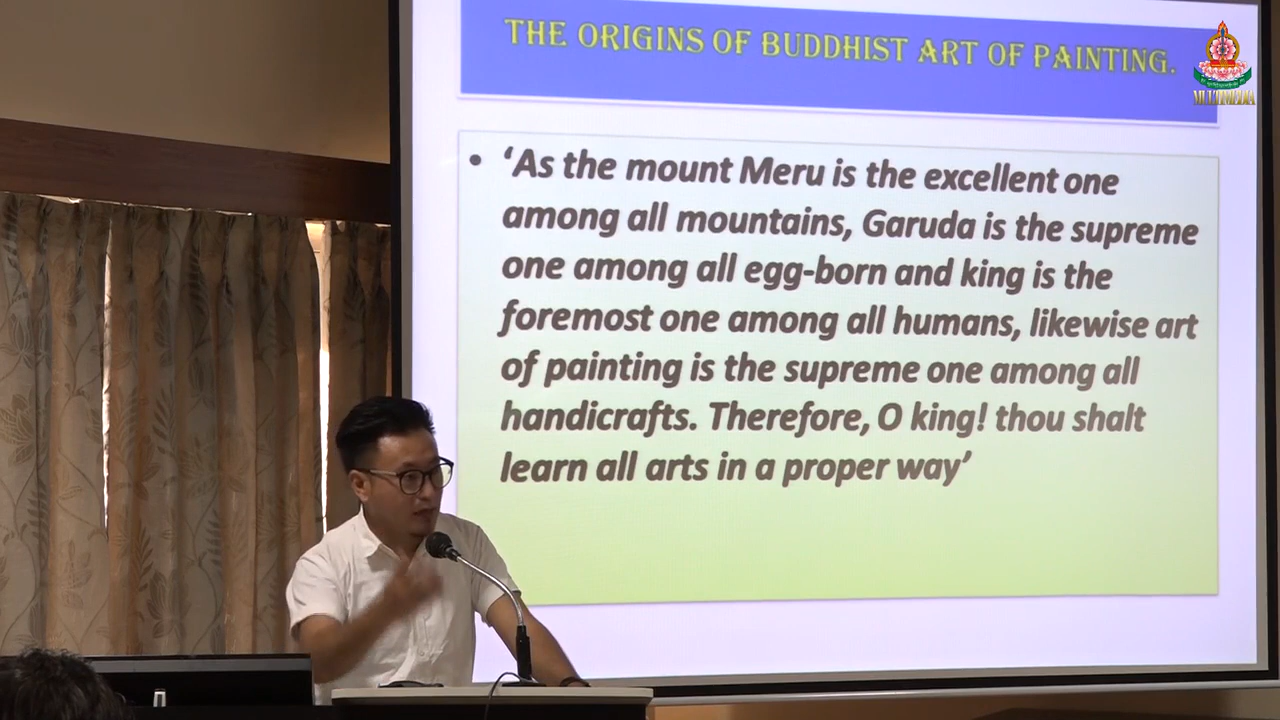 THE ORIGINS OF BUDDHIST ART OF PAINTING.
MULTIMEDIA
• ‘As the mount Meru is the excellent one
among all mountains, Garuda is the supreme
one among all egg-born and king is the
foremost one among all humans, likewise art
of painting is the supreme one among all
handicrafts. Therefore, O king! thou shalt
learn all arts in a proper way’